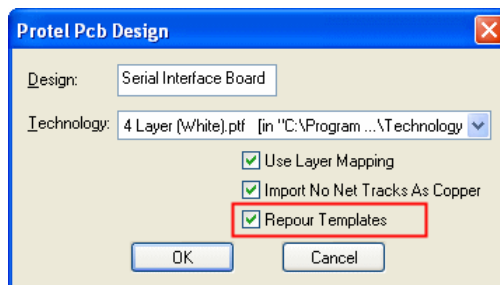 Protel Pcb Design
Design: Serial Interface Board
Technology: 4 Layer (White).ptf [in "C:\Program ...\Technology
Use Layer Mapping
Import No Net Tracks As Copper
Repour Templates
OK Cancel